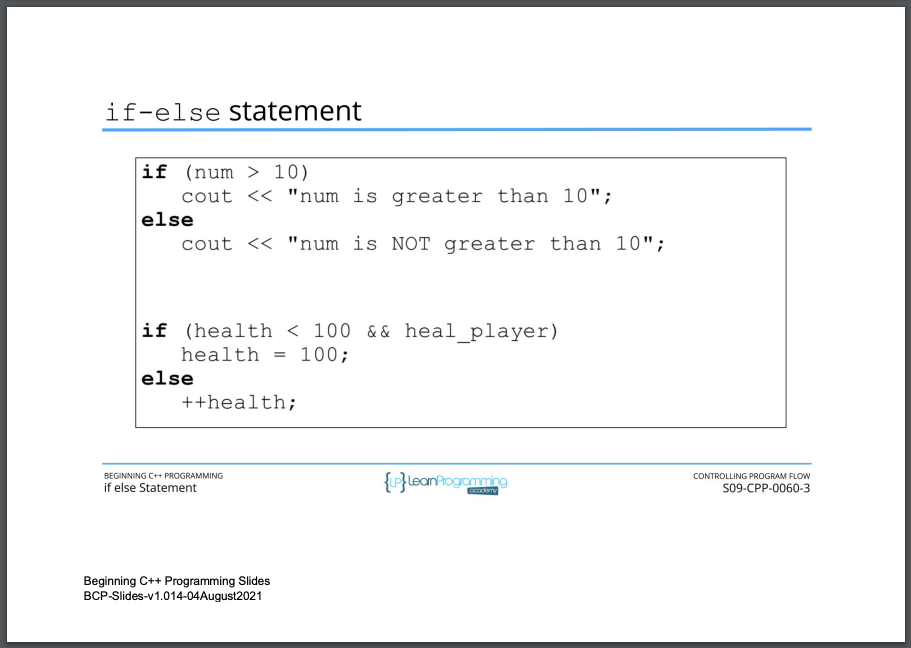 if-else statement
if (num > 10)
cout << "num is greater than 10";
else
cout << "num is NOT greater than 10";
if (health < 100 && heal_player)
health = 100;
else
++health;
BEGINNING C++ PROGRAMMING
if else Statement
{LP} LearnProgramming
academy
CONTROLLING PROGRAM FLOW
S09-CPP-0060-3
Beginning C++ Programming Slides
BCP-Slides-v1.014-04August2021